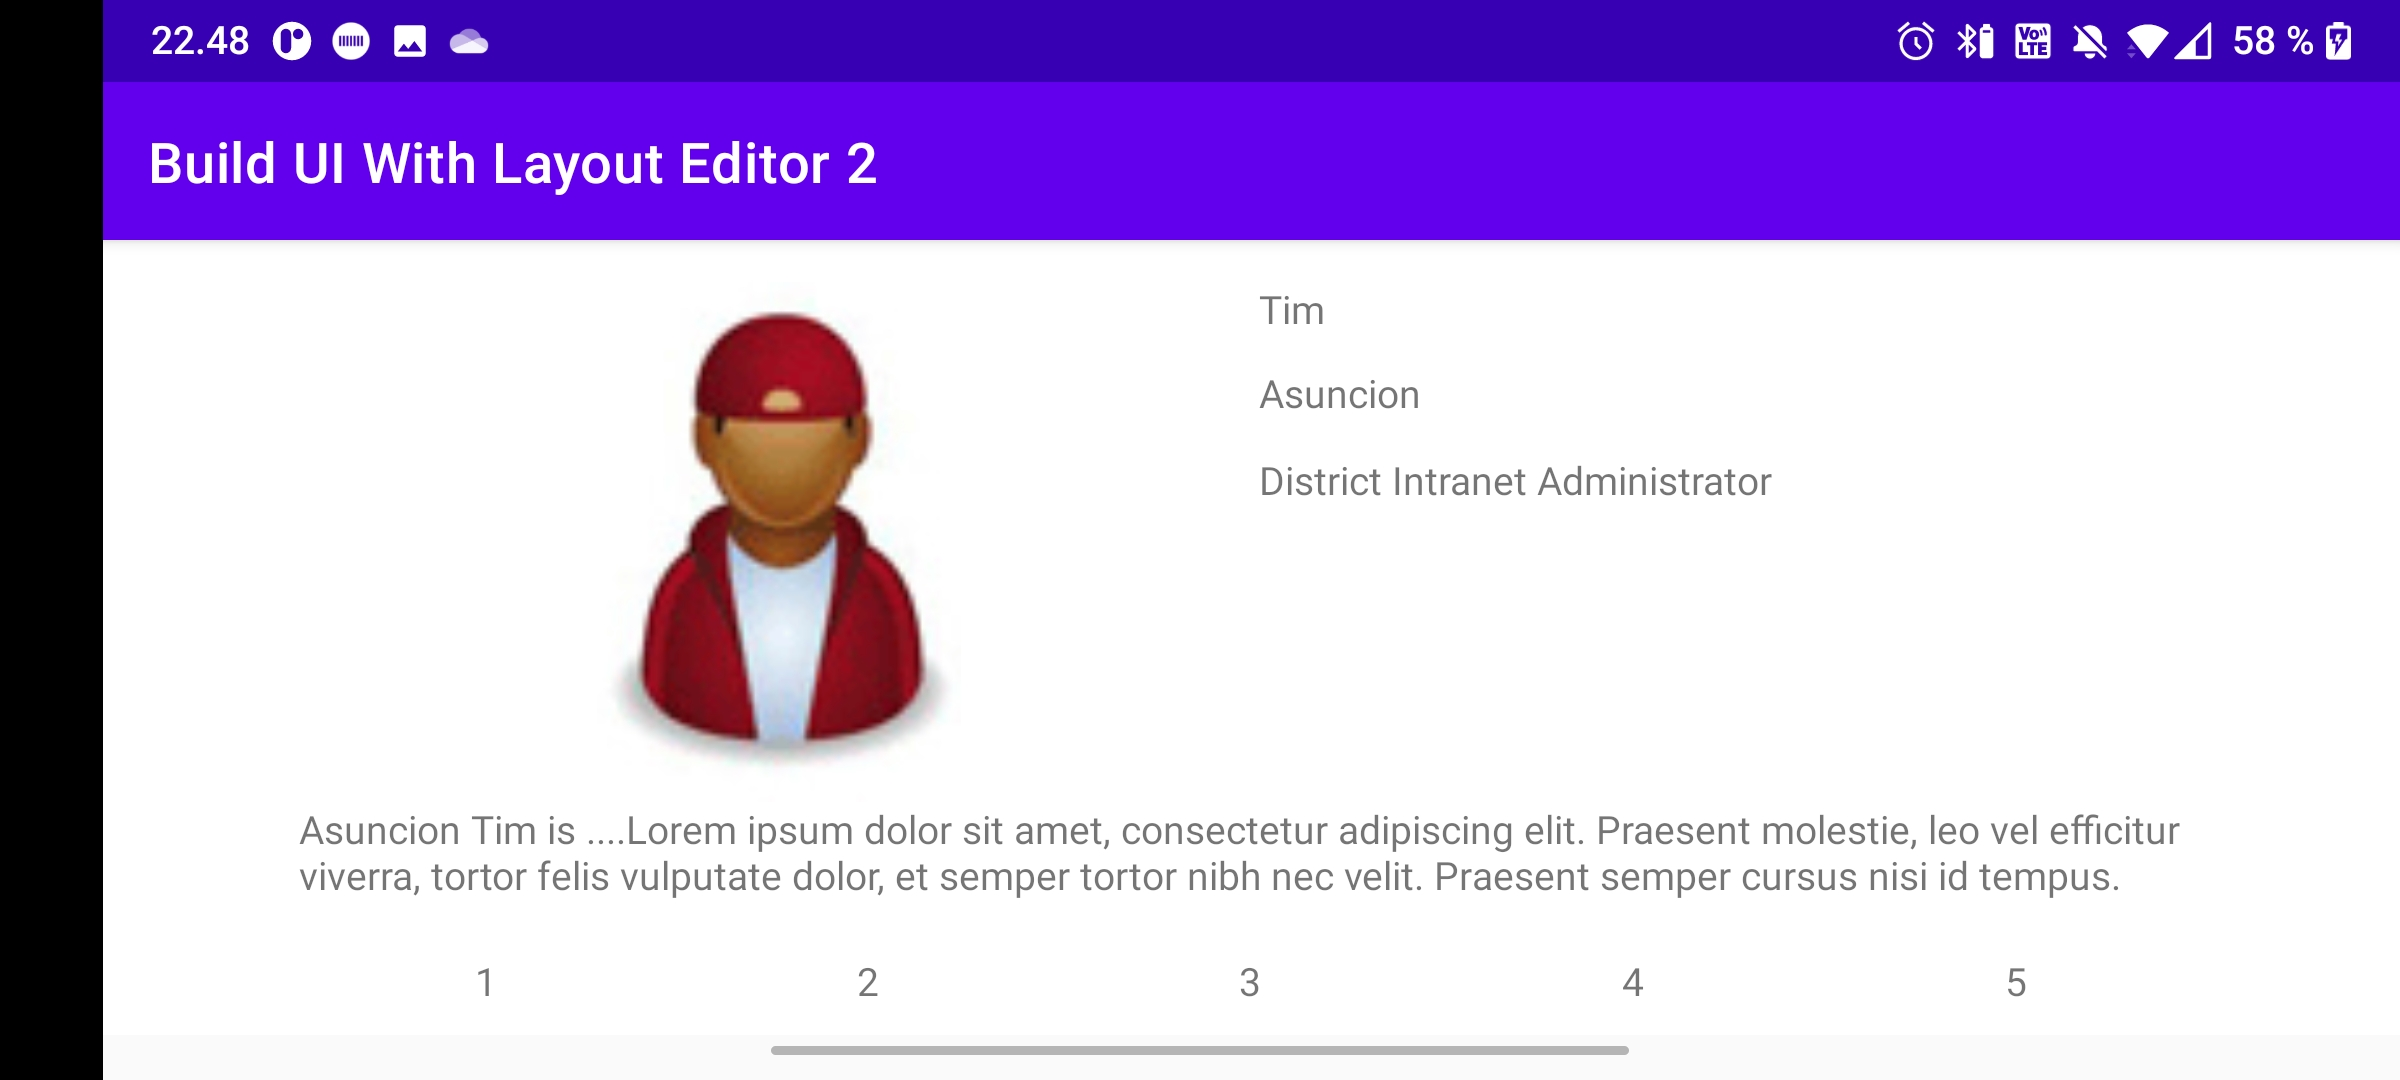 22.48
Vo)) LTE
58 %
Build UI With Layout Editor 2
Tim
Asuncion
District Intranet Administrator
Asuncion Tim is ....Lorem ipsum dolor sit amet, consectetur adipiscing elit. Praesent molestie, leo vel efficitur
viverra, tortor felis vulputate dolor, et semper tortor nibh nec velit. Praesent semper cursus nisi id tempus.
1 2 3 4 5